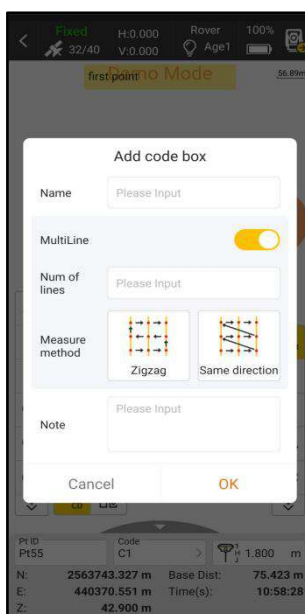 Fixed H:0.000 Rover 100%
32/40 V:0.000 Age1
first point Demo Mode 56.89m
Add code box
Name Please Input
MultiLine
Num of lines Please Input
Measure method
Zigzag Same direction
Note Please Input
Cancel OK
Pt ID Code
Pt55 C1 1.800 m
N: 2563743.327 m Base Dist: 75.423 m
E: 440370.551 m Time(s): 10:58:28
Z: 42.900 m